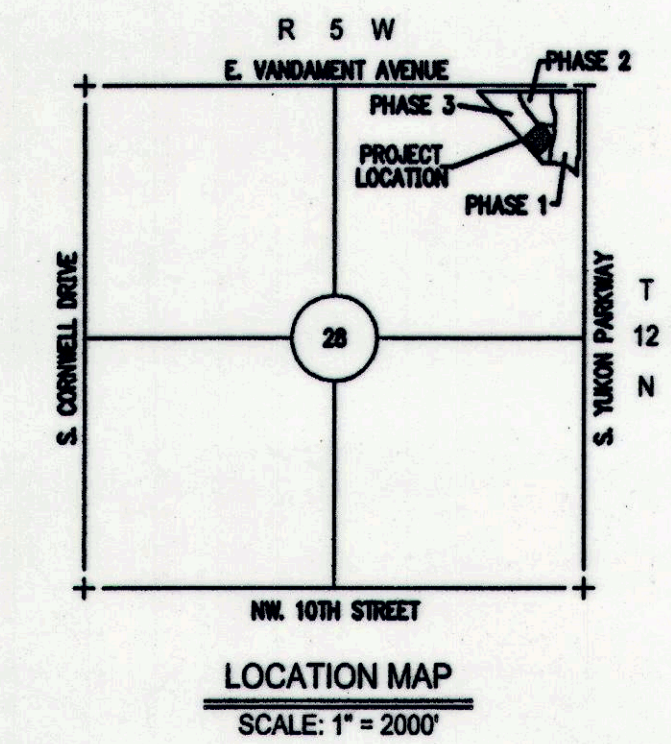 R 5 W
E. VANDAMENT AVENUE
PHASE 2
PHASE 3
PROJECT
LOCATION
PHASE 1
S. CORNWELL DRIVE
28
S. YUKON PARKWAY
T
12
N
NW. 10TH STREET
LOCATION MAP
SCALE: 1" = 2000'